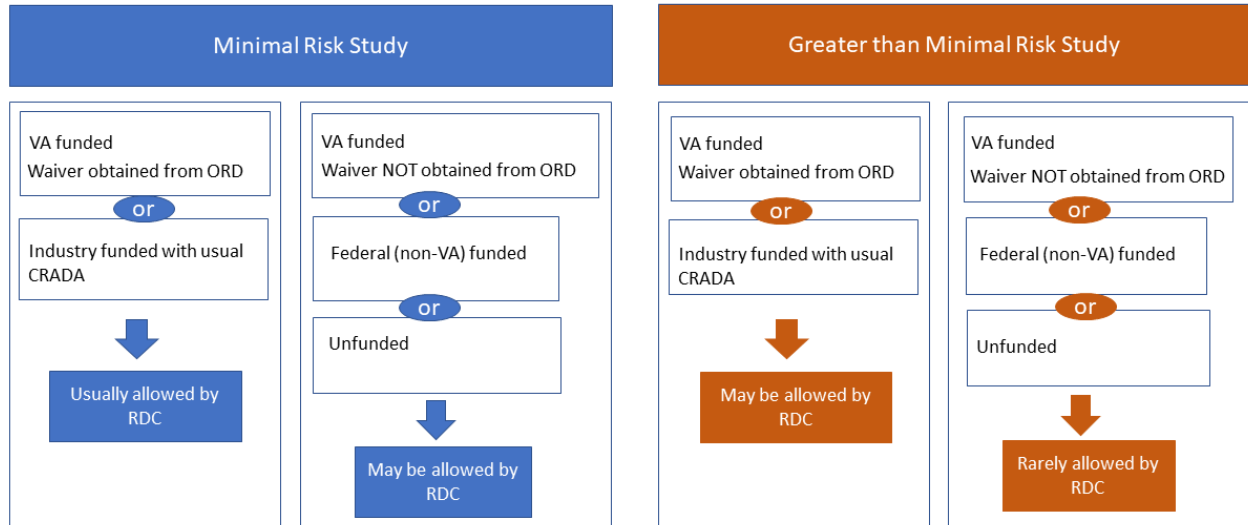 Minimal Risk Study
VA funded
Waiver obtained from ORD
or
Industry funded with usual
CRADA
Usually allowed by
RDC
VA funded
Waiver NOT obtained from ORD
or
Federal (non-VA) funded
or
Unfunded
May be allowed by
RDC
Greater than Minimal Risk Study
VA funded
Waiver obtained from ORD
or
Industry funded with usual
CRADA
May be allowed by
RDC
VA funded
Waiver NOT obtained from ORD
or
Federal (non-VA) funded
or
Unfunded
Rarely allowed by
RDC